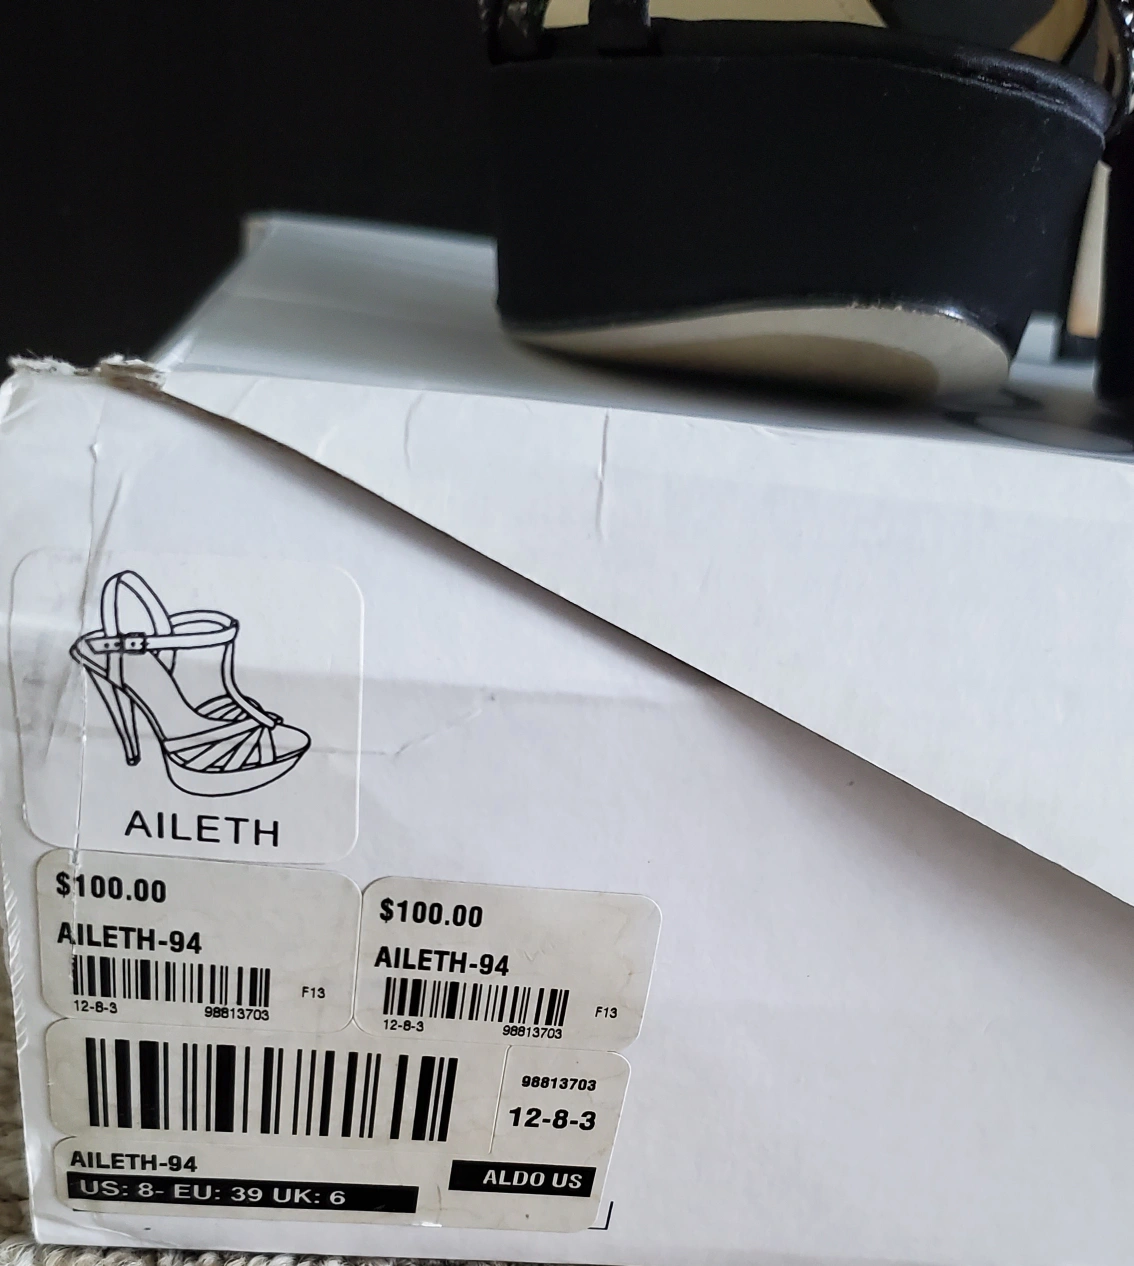 AILETH
$100.00
AILETH-94
F13
12-8-3 98813703
$100.00
AILETH-94
F13
12-8-3 98813703
98813703
12-8-3
AILETH-94
ALDO US
US: 8- EU: 39 UK: 6